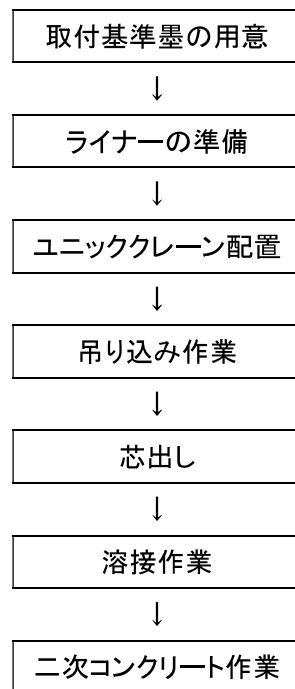 取付基準墨の用意
↓
ライナーの準備
↓
ユニッククレーン配置
↓
吊り込み作業
↓
芯出し
↓
溶接作業
↓
二次コンクリート作業